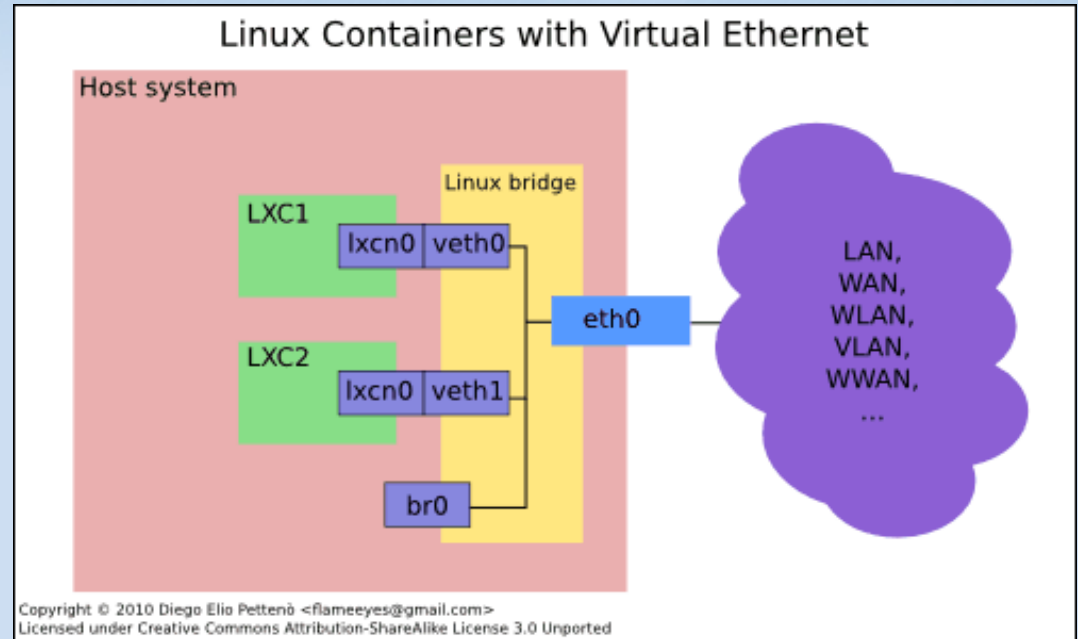 Linux Containers with Virtual Ethernet
Host system
Linux bridge
LXC1
lxcn0
veth0
eth0
LXC2
lxcn0
veth1
br0
LAN,
WAN,
WLAN,
VLAN,
WWAN,
...
Copyright © 2010 Diego Elio Pettenò <flameeyes@gmail.com>
Licensed under Creative Commons Attribution-ShareAlike License 3.0 Unported